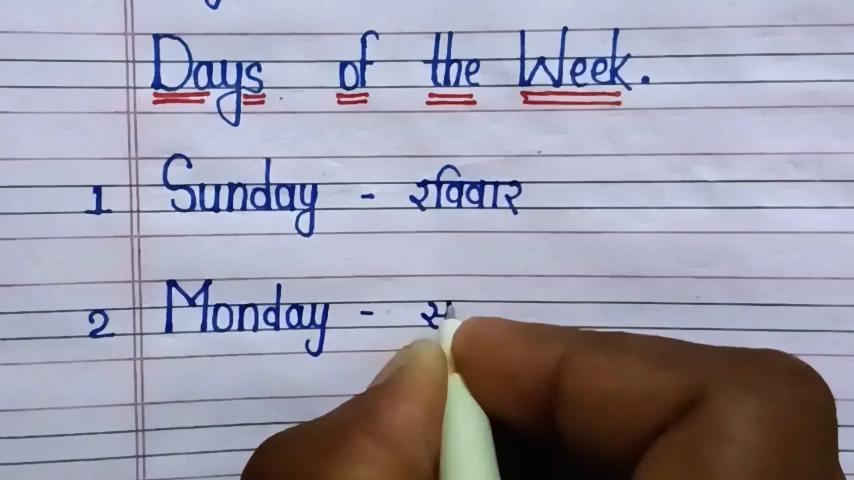 Days of the Week.
1 Sunday - रविवार
2 Monday - स